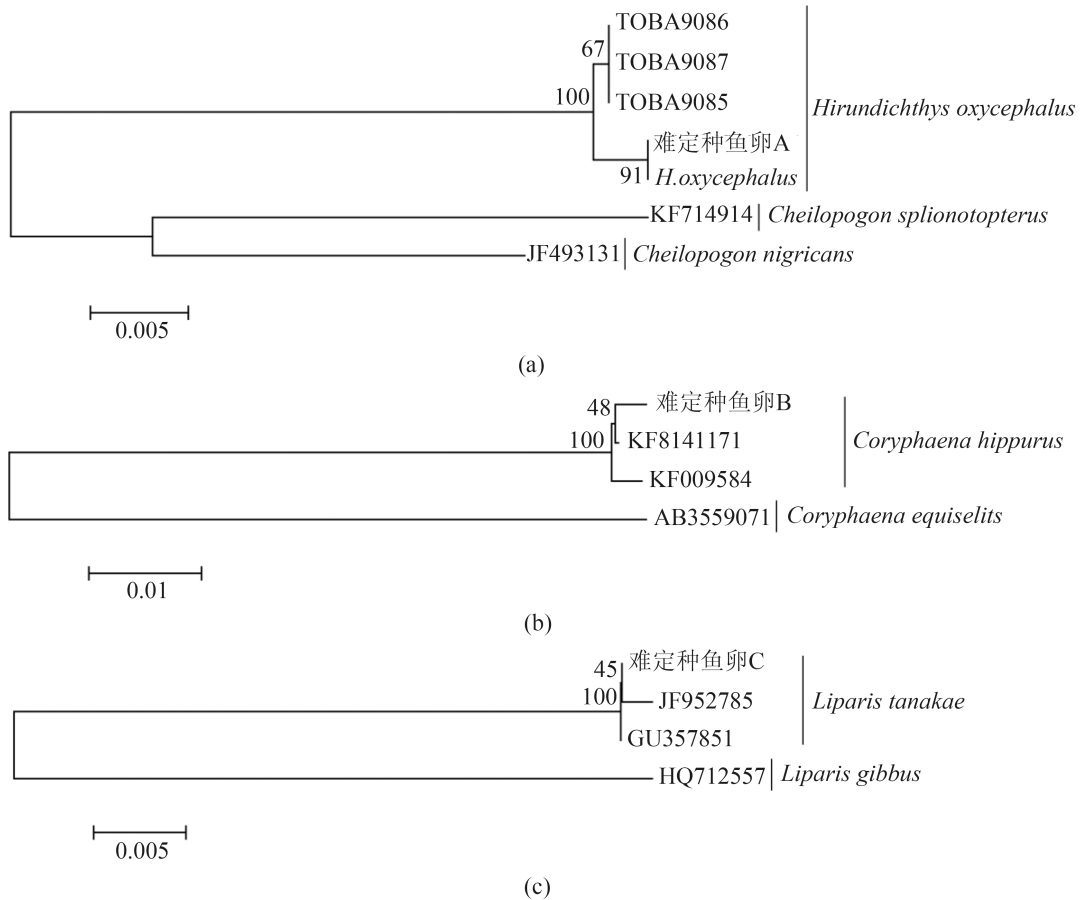 TOBA9086
67
TOBA9087
100
TOBA9085
Hirundichthys oxycephalus
难定种鱼卵A
91
H.oxycephalus
KF714914
Cheilopogon splionotopterus
JF493131
Cheilopogon nigricans
0.005
(a)
48
难定种鱼卵B
100
KF8141171
Coryphaena hippurus
KF009584
AB3559071
Coryphaena equiselits
0.01
(b)
45
难定种鱼卵C
100
JF952785
Liparis tanakae
GU357851
HQ712557
Liparis gibbus
0.005
(c)